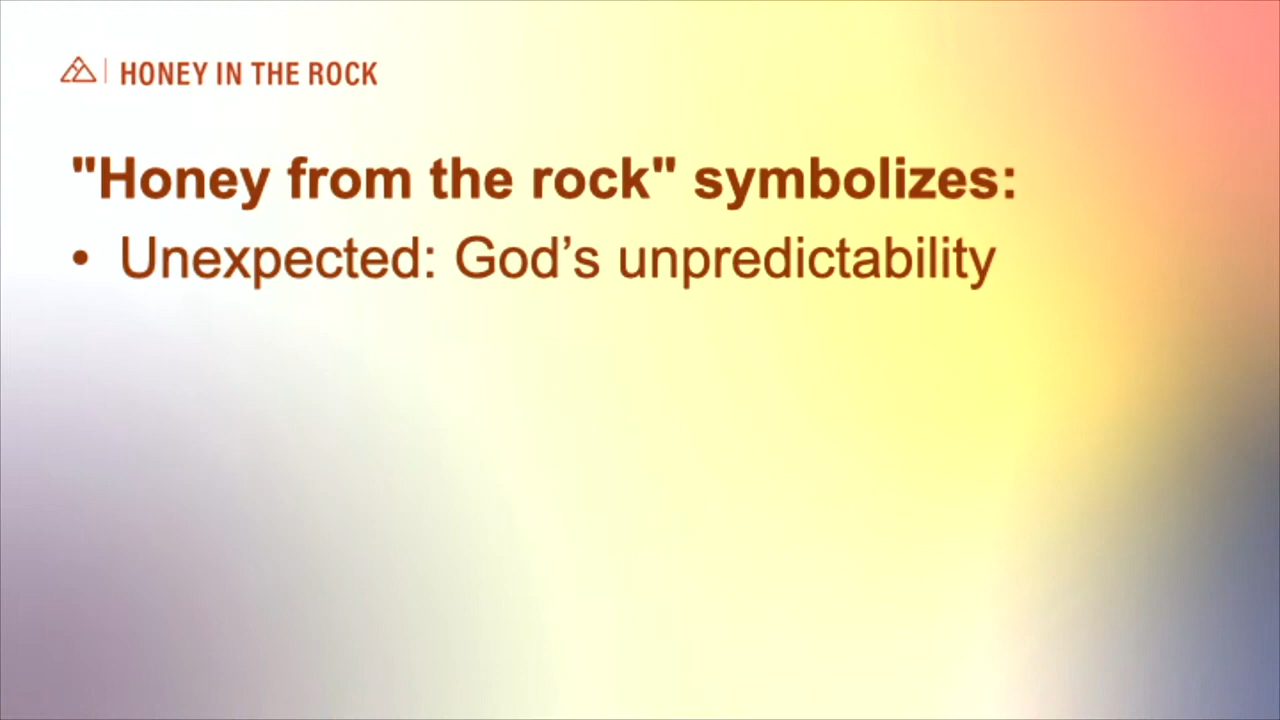 HONEY IN THE ROCK
"Honey from the rock" symbolizes:
• Unexpected: God’s unpredictability